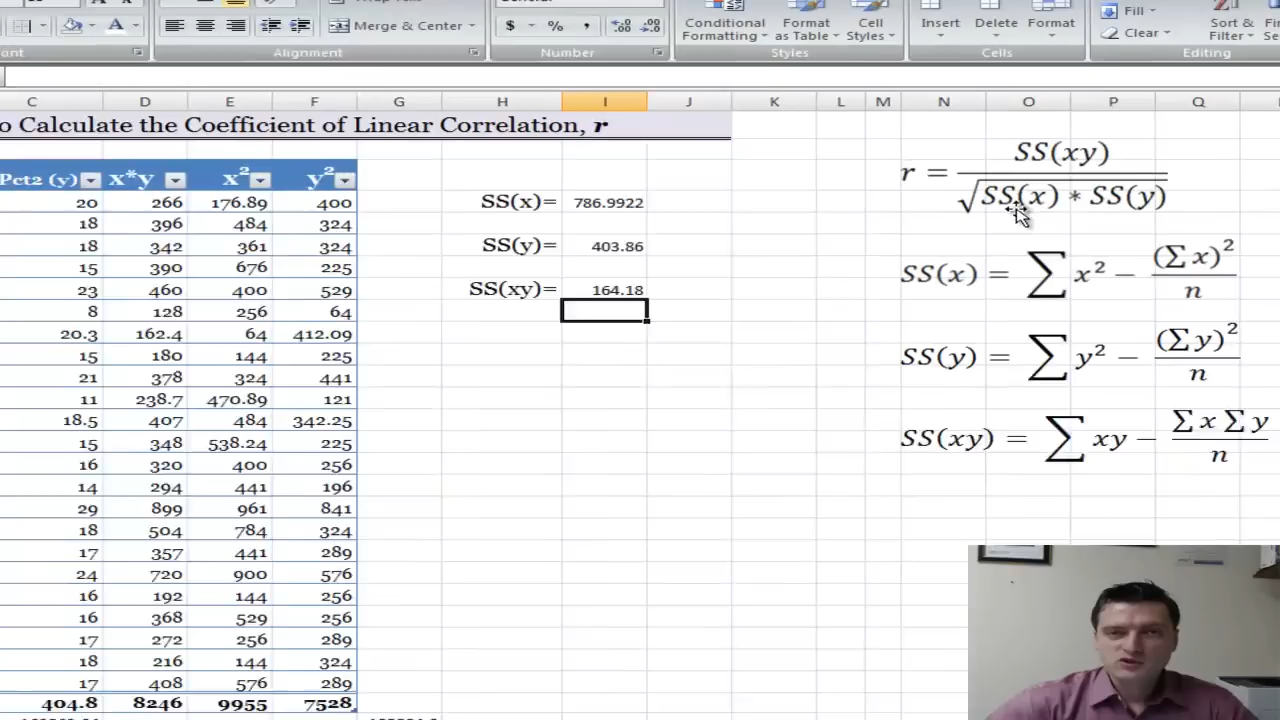 General
Merge & Center
$ % ,
Conditional Formatting
Format as Table
Cell Styles
Insert
Delete
Format
Fill
Clear
Sort & Filter
Alignment
Number
Styles
Cells
Editing
C D E F G H I J K L M N O P Q
o Calculate the Coefficient of Linear Correlation, r
Pct2 (y) x*y x² y²
20 266 176.89 400
18 396 484 324
18 342 361 324
15 390 676 225
23 460 400 529
8 128 256 64
20.3 162.4 64 412.09
15 180 144 225
21 378 324 441
11 238.7 470.89 121
18.5 407 484 342.25
15 348 538.24 225
16 320 400 256
14 294 441 196
29 899 961 841
18 504 784 324
17 357 441 289
24 720 900 576
16 192 144 256
16 368 529 256
17 272 256 289
18 216 144 324
17 408 576 289
404.8 8246 9955 7528
SS(x)= 786.9922
SS(y)= 403.86
SS(xy)= 164.18
r = SS(xy) / √SS(x) * SS(y)
SS(x) = ∑ x² − (∑ x)² / n
SS(y) = ∑ y² − (∑ y)² / n
SS(xy) = ∑ xy − ∑ x ∑ y / n